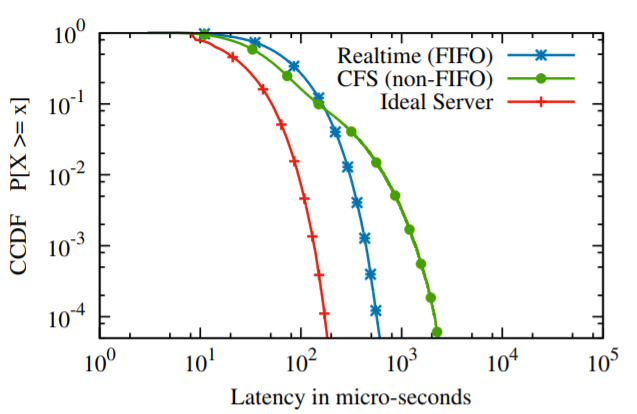 10^0
10^-1
10^-2
10^-3
10^-4
CCDF P[X >= x]
Realtime (FIFO)
CFS (non-FIFO)
Ideal Server
10^0 10^1 10^2 10^3 10^4 10^5
Latency in micro-seconds